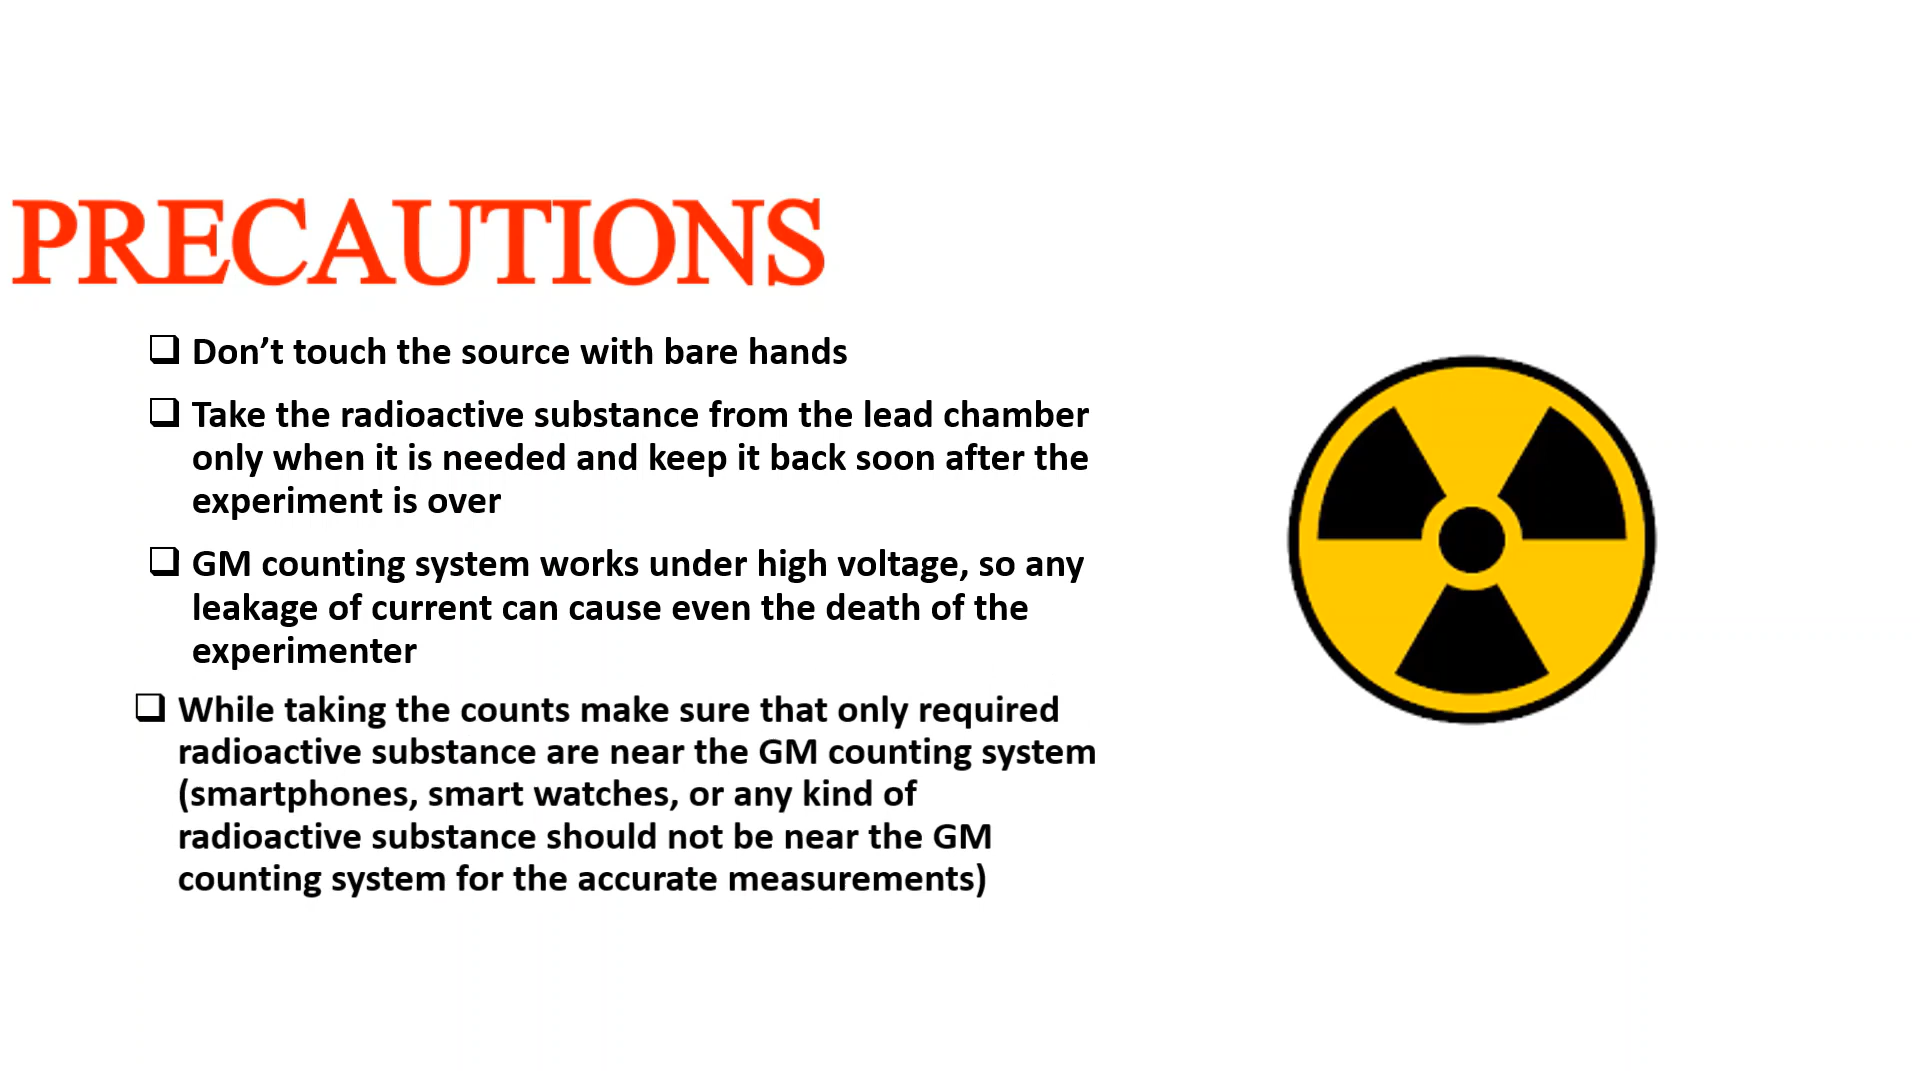 PRECAUTIONS
❑ Don’t touch the source with bare hands
❑ Take the radioactive substance from the lead chamber
only when it is needed and keep it back soon after the
experiment is over
❑ GM counting system works under high voltage, so any
leakage of current can cause even the death of the
experimenter
❑ While taking the counts make sure that only required
radioactive substance are near the GM counting system
(smartphones, smart watches, or any kind of
radioactive substance should not be near the GM
counting system for the accurate measurements)